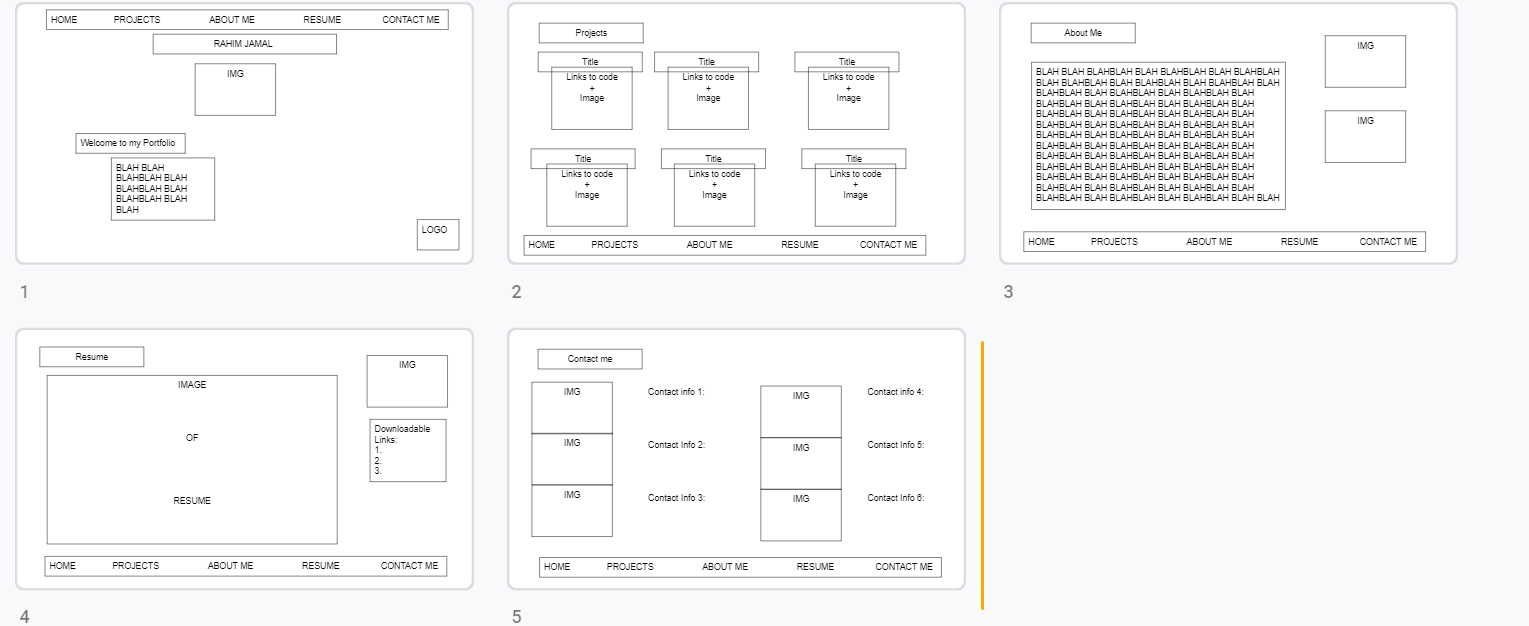 HOME PROJECTS ABOUT ME RESUME CONTACT ME
RAHIM JAMAL
IMG
Welcome to my Portfolio
BLAH BLAH
BLAHBLAH BLAH
BLAHBLAH BLAH
BLAHBLAH BLAH
BLAH
LOGO
1
Projects
Title Title Title
Links to code Links to code Links to code
+ + +
Image Image Image
Title Title Title
Links to code Links to code Links to code
+ + +
Image Image Image
HOME PROJECTS ABOUT ME RESUME CONTACT ME
2
About Me
BLAH BLAH BLAHBLAH BLAH BLAHBLAH BLAH BLAHBLAH
BLAH BLAHBLAH BLAH BLAHBLAH BLAH BLAHBLAH BLAH
BLAHBLAH BLAH BLAHBLAH BLAH BLAHBLAH BLAH
BLAHBLAH BLAH BLAHBLAH BLAH BLAHBLAH BLAH
BLAHBLAH BLAH BLAHBLAH BLAH BLAHBLAH BLAH
BLAHBLAH BLAH BLAHBLAH BLAH BLAHBLAH BLAH
BLAHBLAH BLAH BLAHBLAH BLAH BLAHBLAH BLAH
BLAHBLAH BLAH BLAHBLAH BLAH BLAHBLAH BLAH
BLAHBLAH BLAH BLAHBLAH BLAH BLAHBLAH BLAH
BLAHBLAH BLAH BLAHBLAH BLAH BLAHBLAH BLAH
BLAHBLAH BLAH BLAHBLAH BLAH BLAHBLAH BLAH
BLAHBLAH BLAH BLAHBLAH BLAH BLAHBLAH BLAH
BLAHBLAH BLAH BLAHBLAH BLAH BLAHBLAH BLAH BLAH
IMG
IMG
HOME PROJECTS ABOUT ME RESUME CONTACT ME
3
Resume
IMAGE
OF
RESUME
IMG
Downloadable
Links:
1.
2.
3.
HOME PROJECTS ABOUT ME RESUME CONTACT ME
4
Contact me
IMG Contact info 1: IMG Contact info 4:
IMG Contact Info 2: IMG Contact Info 5:
IMG Contact Info 3: IMG Contact Info 6:
HOME PROJECTS ABOUT ME RESUME CONTACT ME
5